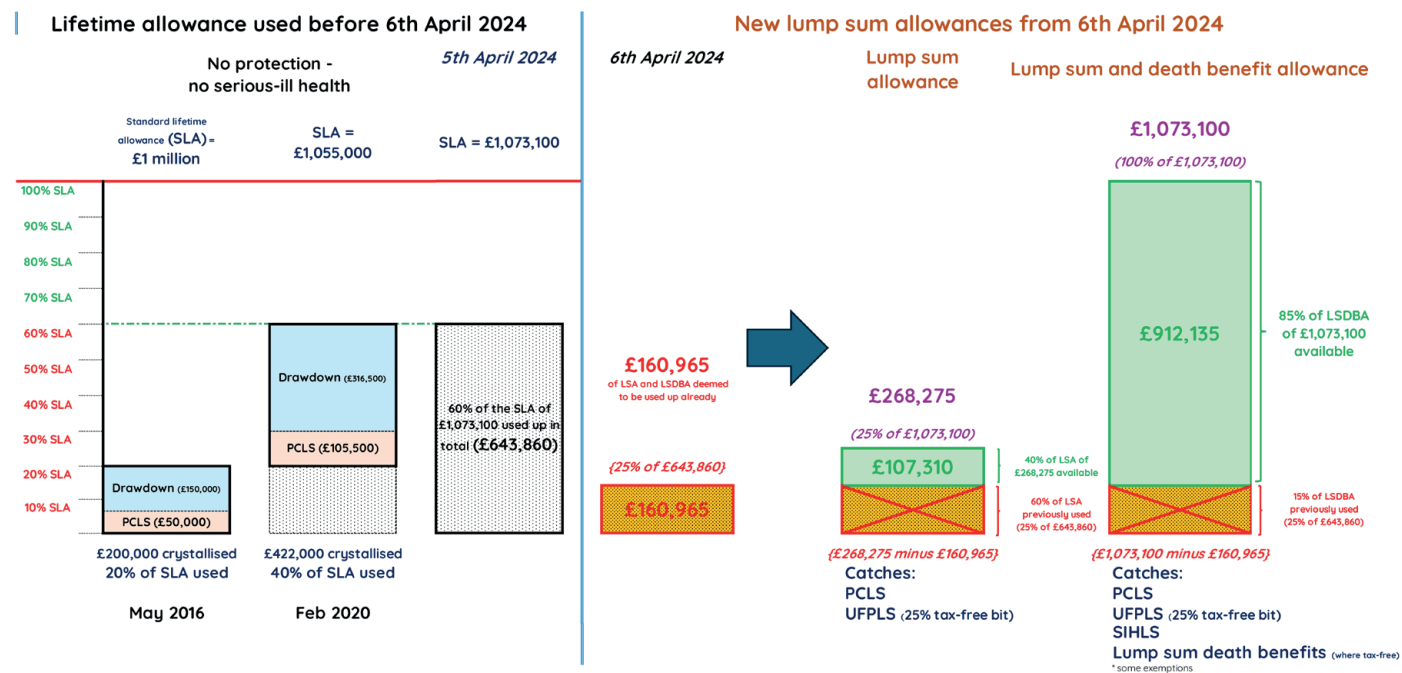 Lifetime allowance used before 6th April 2024
No protection -
no serious-ill health
5th April 2024
Standard lifetime
allowance (SLA) =
£1 million
SLA =
£1,055,000
SLA = £1,073,100
100% SLA
90% SLA
80% SLA
70% SLA
60% SLA
50% SLA
40% SLA
30% SLA
20% SLA
10% SLA
Drawdown (£150,000)
PCLS (£50,000)
Drawdown (£316,500)
PCLS (£105,500)
60% of the SLA of
£1,073,100 used up in
total (£643,860)
£200,000 crystallised
20% of SLA used
May 2016
£422,000 crystallised
40% of SLA used
Feb 2020
New lump sum allowances from 6th April 2024
6th April 2024
Lump sum
allowance
Lump sum and death benefit allowance
£160,965
of LSA and LSDBA deemed
to be used up already
{25% of £643,860}
£160,965
£268,275
(25% of £1,073,100)
£107,310
40% of LSA of
£268,275 available
60% of LSA
previously used
(25% of £643,860)
{£268,275 minus £160,965}
Catches:
PCLS
UFPLS (25% tax-free bit)
£1,073,100
(100% of £1,073,100)
£912,135
85% of LSDBA
of £1,073,100
available
15% of LSDBA
previously used
(25% of £643,860)
{£1,073,100 minus £160,965}
Catches:
PCLS
UFPLS (25% tax-free bit)
SIHLS
Lump sum death benefits (where tax-free)
* some exemptions